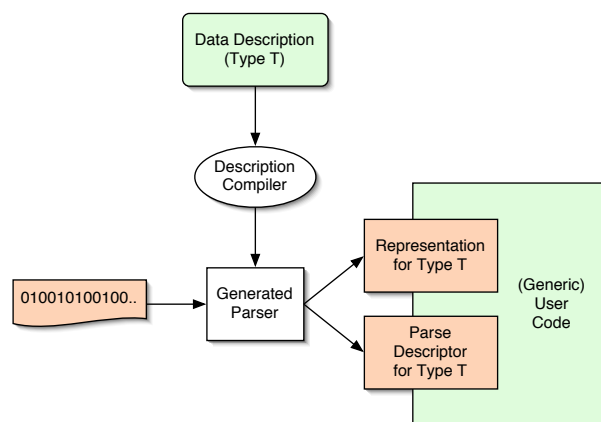 Data Description
(Type T)
Description
Compiler
Representation
for Type T
(Generic)
User
Code
010010100100..
Generated
Parser
Parse
Descriptor
for Type T